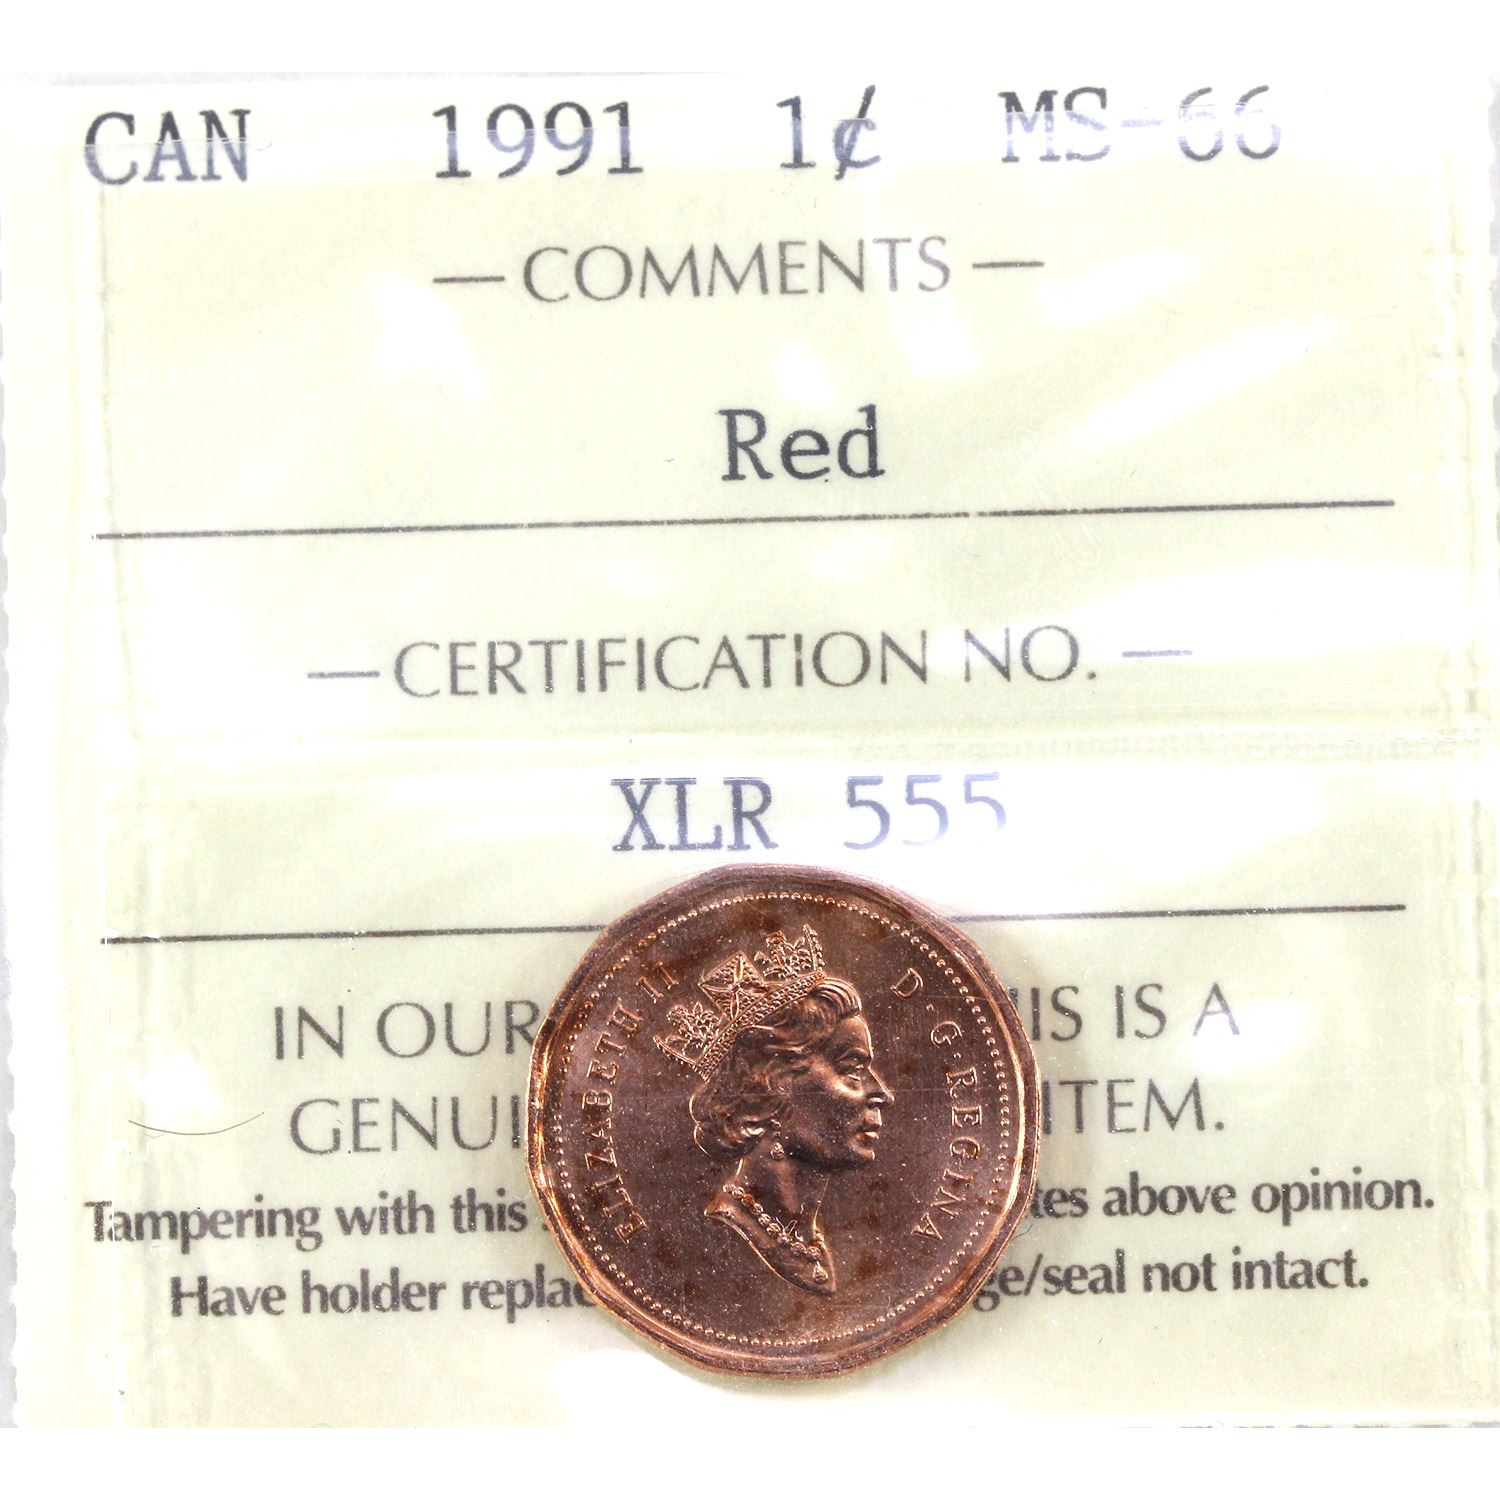 CAN 1991 1¢ MS-66
— COMMENTS —
Red
— CERTIFICATION NO. —
XLR 555
ELIZABETH II D·G·REGINA
IN OUR HIS IS A
GENUI ITEM.
Tampering with this tes above opinion.
Have holder replac ge/seal not intact.